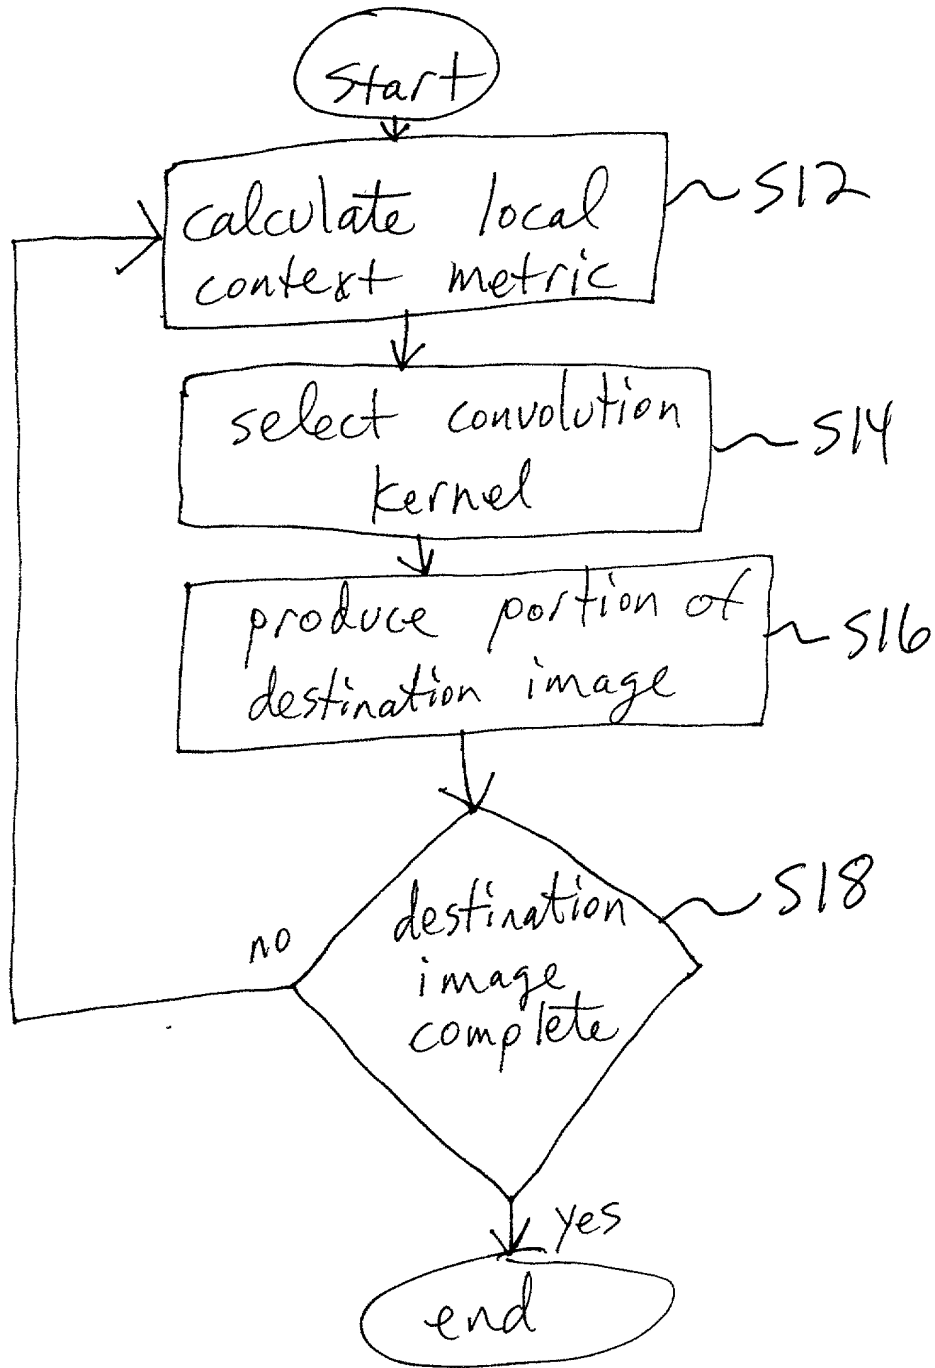 start
calculate local
context metric
S12
select convolution
kernel
S14
produce portion of
destination image
S16
destination
image
complete
S18
no
yes
end